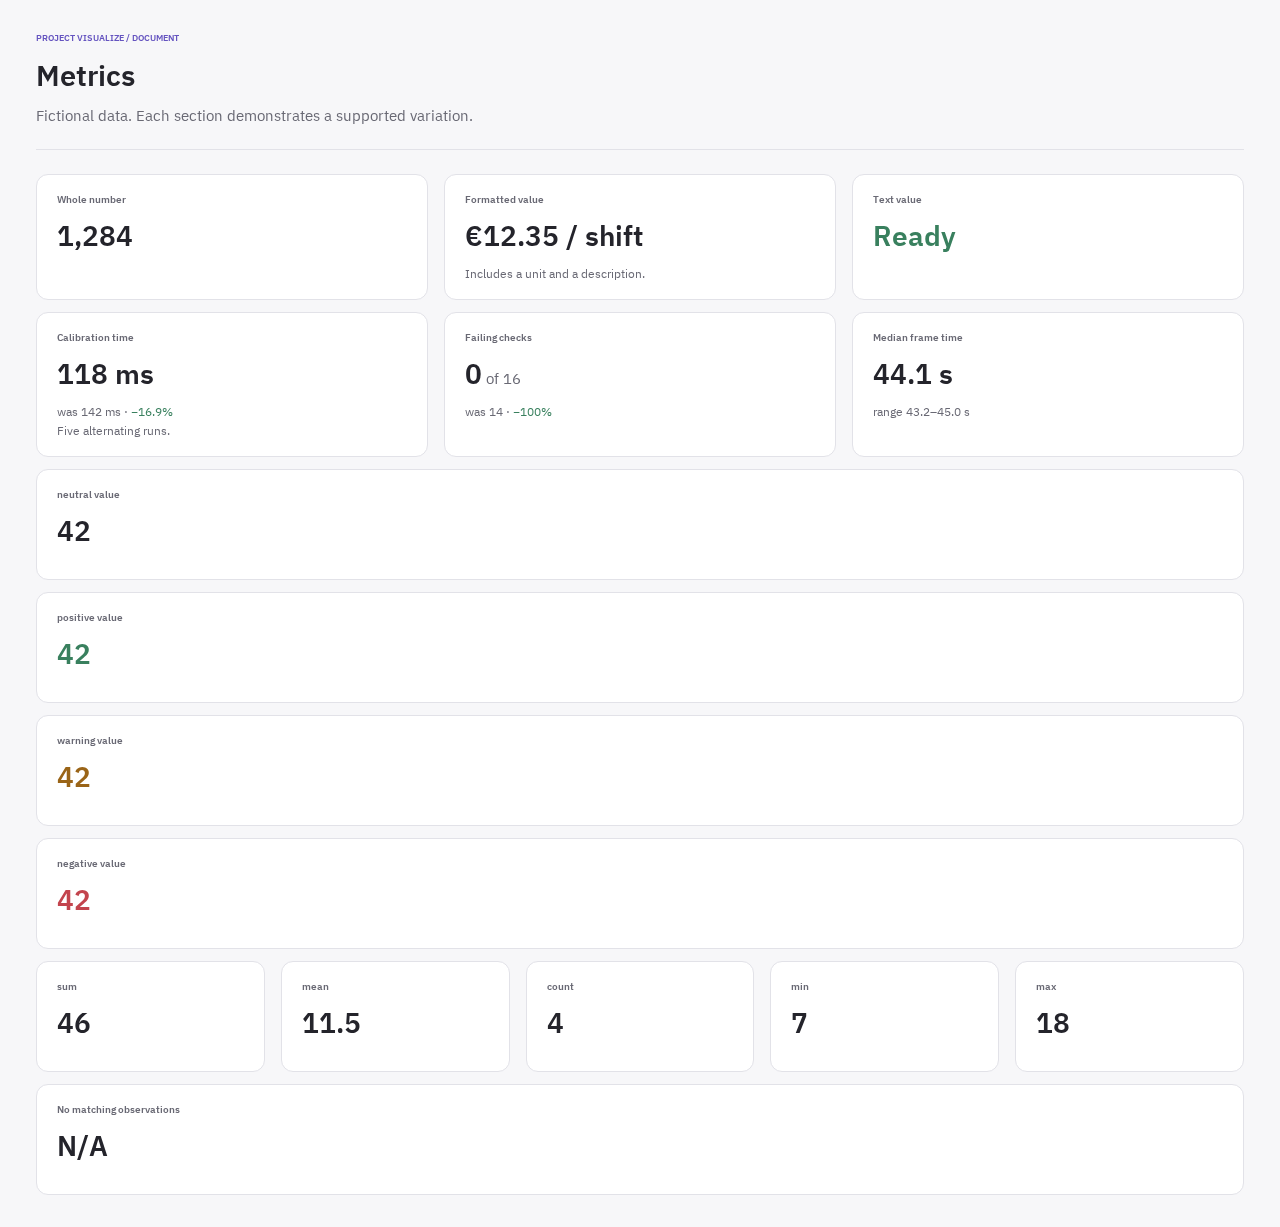 PROJECT VISUALIZE / DOCUMENT
Metrics
Fictional data. Each section demonstrates a supported variation.
Whole number
1,284
Formatted value
€12.35 / shift
Includes a unit and a description.
Text value
Ready
Calibration time
118 ms
was 142 ms · −16.9%
Five alternating runs.
Failing checks
0 of 16
was 14 · −100%
Median frame time
44.1 s
range 43.2–45.0 s
neutral value
42
positive value
42
warning value
42
negative value
42
sum
46
mean
11.5
count
4
min
7
max
18
No matching observations
N/A